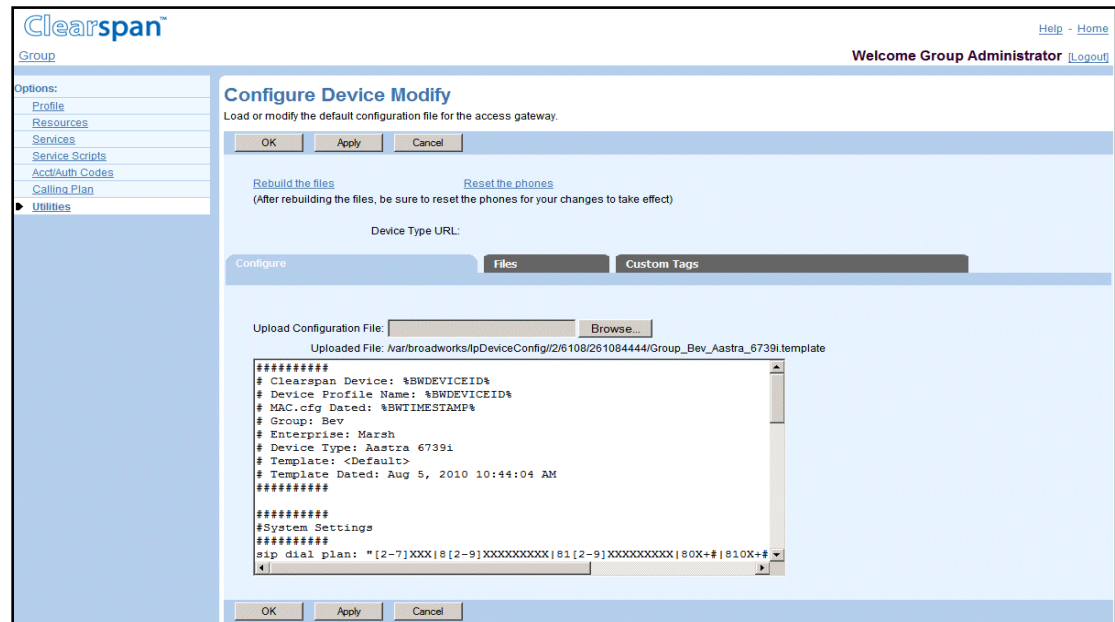 Clearspan™
Help - Home
Group
Welcome Group Administrator [Logout]
Options:
Profile
Resources
Services
Service Scripts
Acct/Auth Codes
Calling Plan
Utilities
Configure Device Modify
Load or modify the default configuration file for the access gateway.
OK Apply Cancel
Rebuild the files Reset the phones
(After rebuilding the files, be sure to reset the phones for your changes to take effect)
Device Type URL:
Configure Files Custom Tags
Upload Configuration File: Browse...
Uploaded File: /var/broadworks/IpDeviceConfig//2/6108/261084444/Group_Bev_Aastra_6739i.template
##########
# Clearspan Device: %BWDEVICEID%
# Device Profile Name: %BWDEVICEID%
# MAC.cfg Dated: %BWTIMESTAMP%
# Group: Bev
# Enterprise: Marsh
# Device Type: Aastra 6739i
# Template: <Default>
# Template Dated: Aug 5, 2010 10:44:04 AM
##########
##########
#System Settings
##########
sip dial plan: "[2-7]XXX|8[2-9]XXXXXXXXX|81[2-9]XXXXXXXXX|80X+#|810X+#
OK Apply Cancel